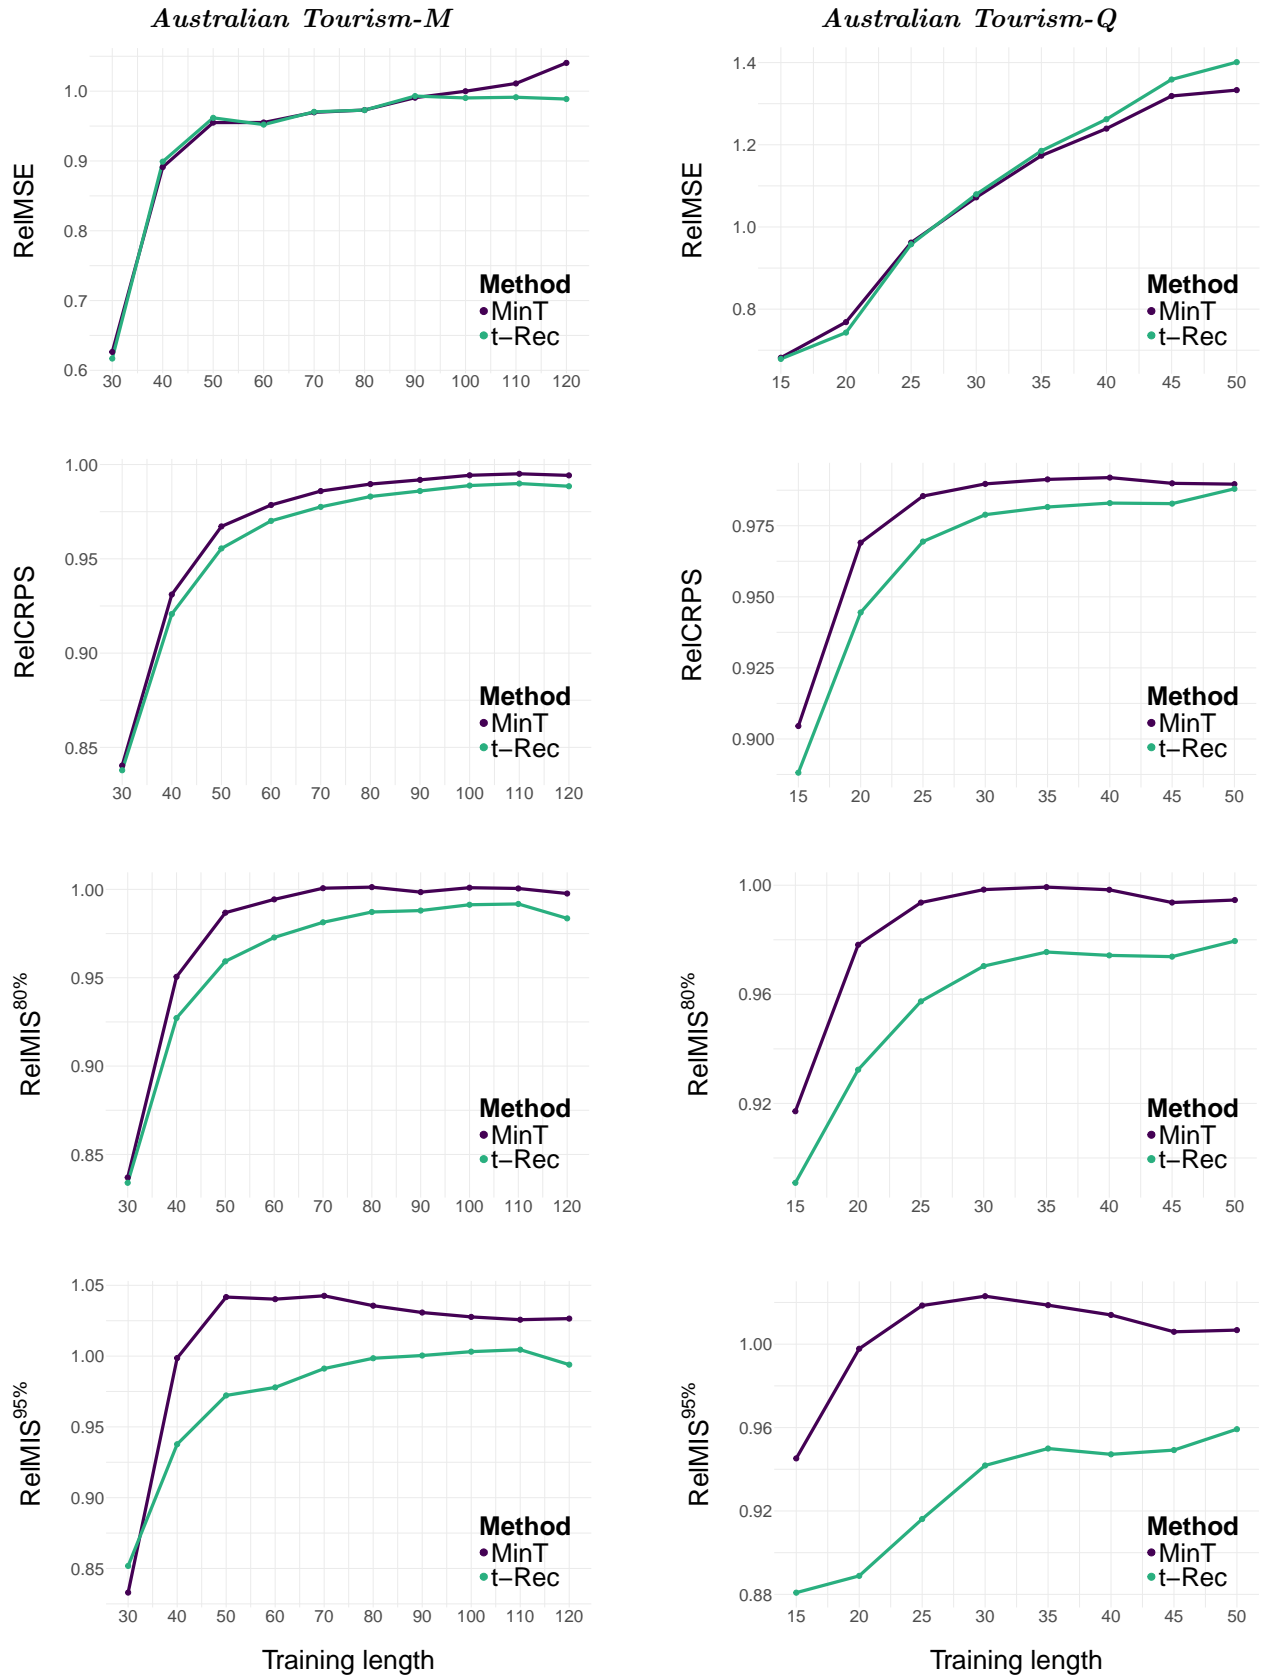 Australian Tourism-M
Australian Tourism-Q
RelMSE
1.0
0.9
0.8
0.7
0.6
30 40 50 60 70 80 90 100 110 120
Method
MinT
t−Rec
RelMSE
1.4
1.2
1.0
0.8
15 20 25 30 35 40 45 50
Method
MinT
t−Rec
RelCRPS
1.00
0.95
0.90
0.85
30 40 50 60 70 80 90 100 110 120
Method
MinT
t−Rec
RelCRPS
0.975
0.950
0.925
0.900
15 20 25 30 35 40 45 50
Method
MinT
t−Rec
RelMIS80%
1.00
0.95
0.90
0.85
30 40 50 60 70 80 90 100 110 120
Method
MinT
t−Rec
RelMIS80%
1.00
0.96
0.92
15 20 25 30 35 40 45 50
Method
MinT
t−Rec
RelMIS95%
1.05
1.00
0.95
0.90
0.85
30 40 50 60 70 80 90 100 110 120
Method
MinT
t−Rec
Training length
RelMIS95%
1.00
0.96
0.92
0.88
15 20 25 30 35 40 45 50
Method
MinT
t−Rec
Training length